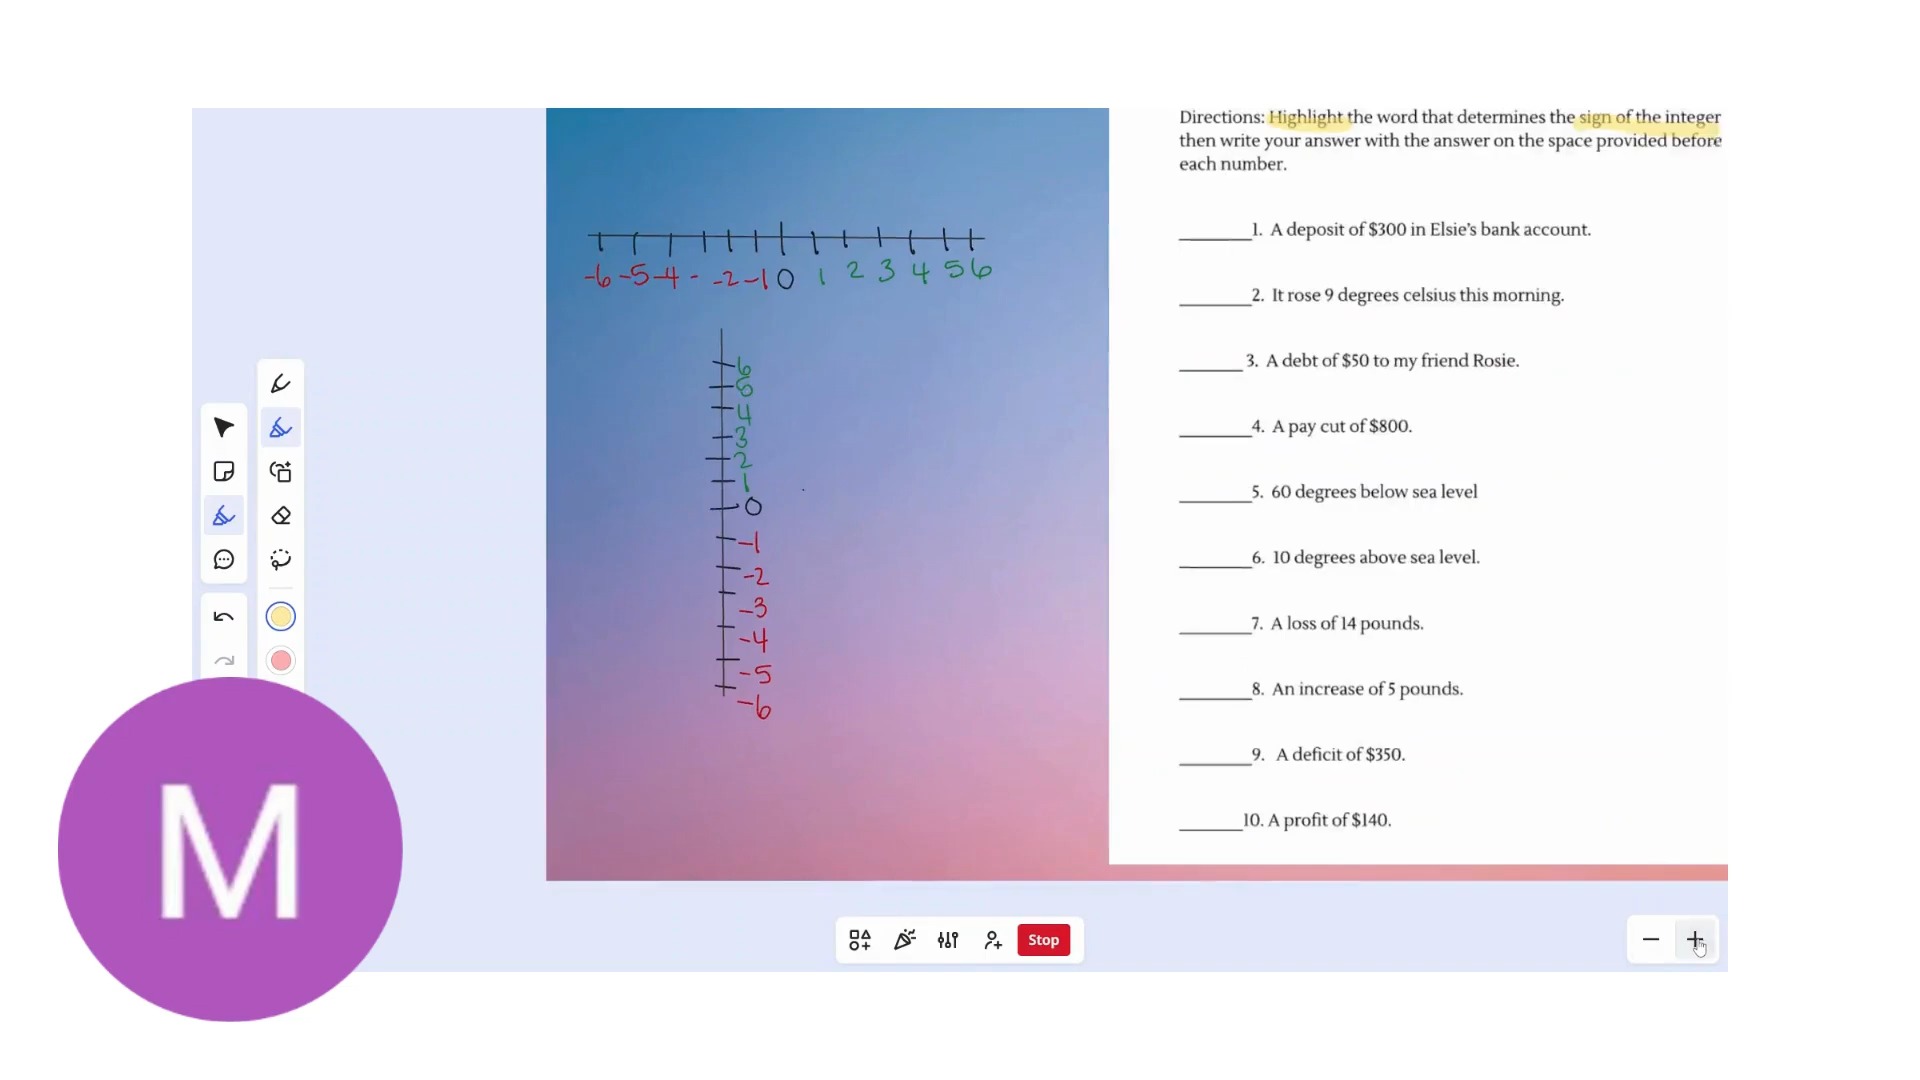 Directions: Highlight the word that determines the sign of the integer
then write your answer with the answer on the space provided before
each number.
________1. A deposit of $300 in Elsie's bank account.
________2. It rose 9 degrees celsius this morning.
_______ 3. A debt of $50 to my friend Rosie.
________4. A pay cut of $800.
________5. 60 degrees below sea level
________6. 10 degrees above sea level.
________7. A loss of 14 pounds.
________8. An increase of 5 pounds.
________9. A deficit of $350.
_______10. A profit of $140.
-6 -5 -4 - -2 -1 0 1 2 3 4 5 6
6
5
4
3
2
1
0
-1
-2
-3
-4
-5
-6
M
Stop